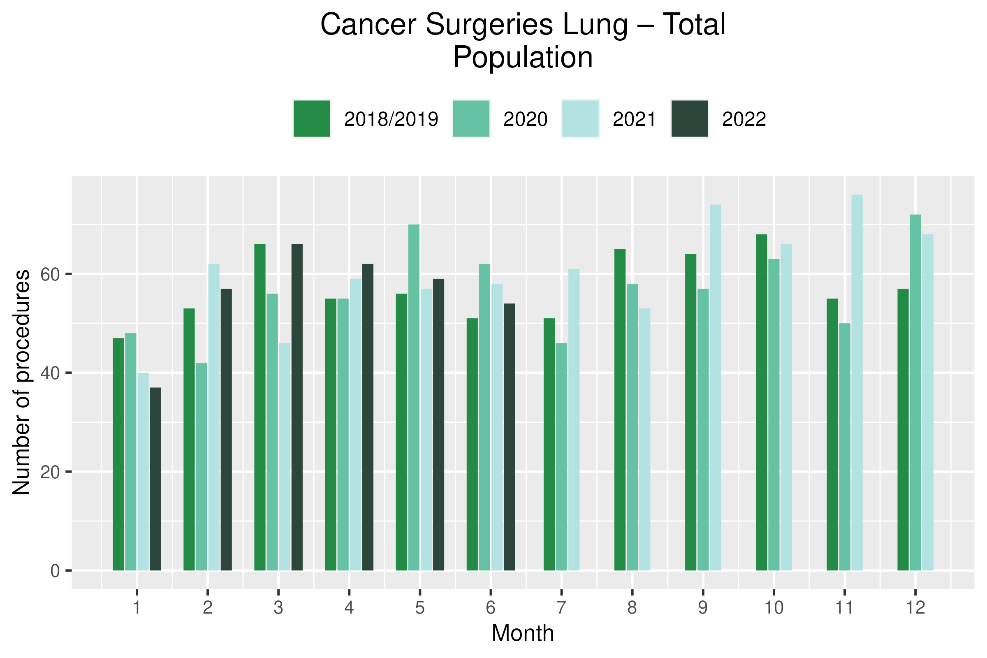 Cancer Surgeries Lung – Total
Population
2018/2019 2020 2021 2022
Number of procedures
60
40
20
0
1 2 3 4 5 6 7 8 9 10 11 12
Month